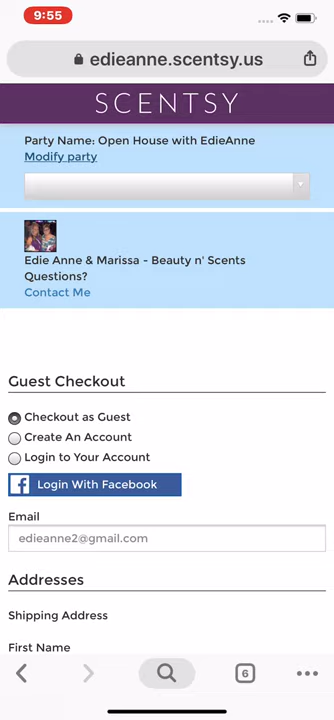 9:55
edieanne.scentsy.us
SCENTSY
Party Name: Open House with EdieAnne
Modify party
Edie Anne & Marissa - Beauty n' Scents
Questions?
Contact Me
Guest Checkout
Checkout as Guest
Create An Account
Login to Your Account
Login With Facebook
Email
edieanne2@gmail.com
Addresses
Shipping Address
First Name
6